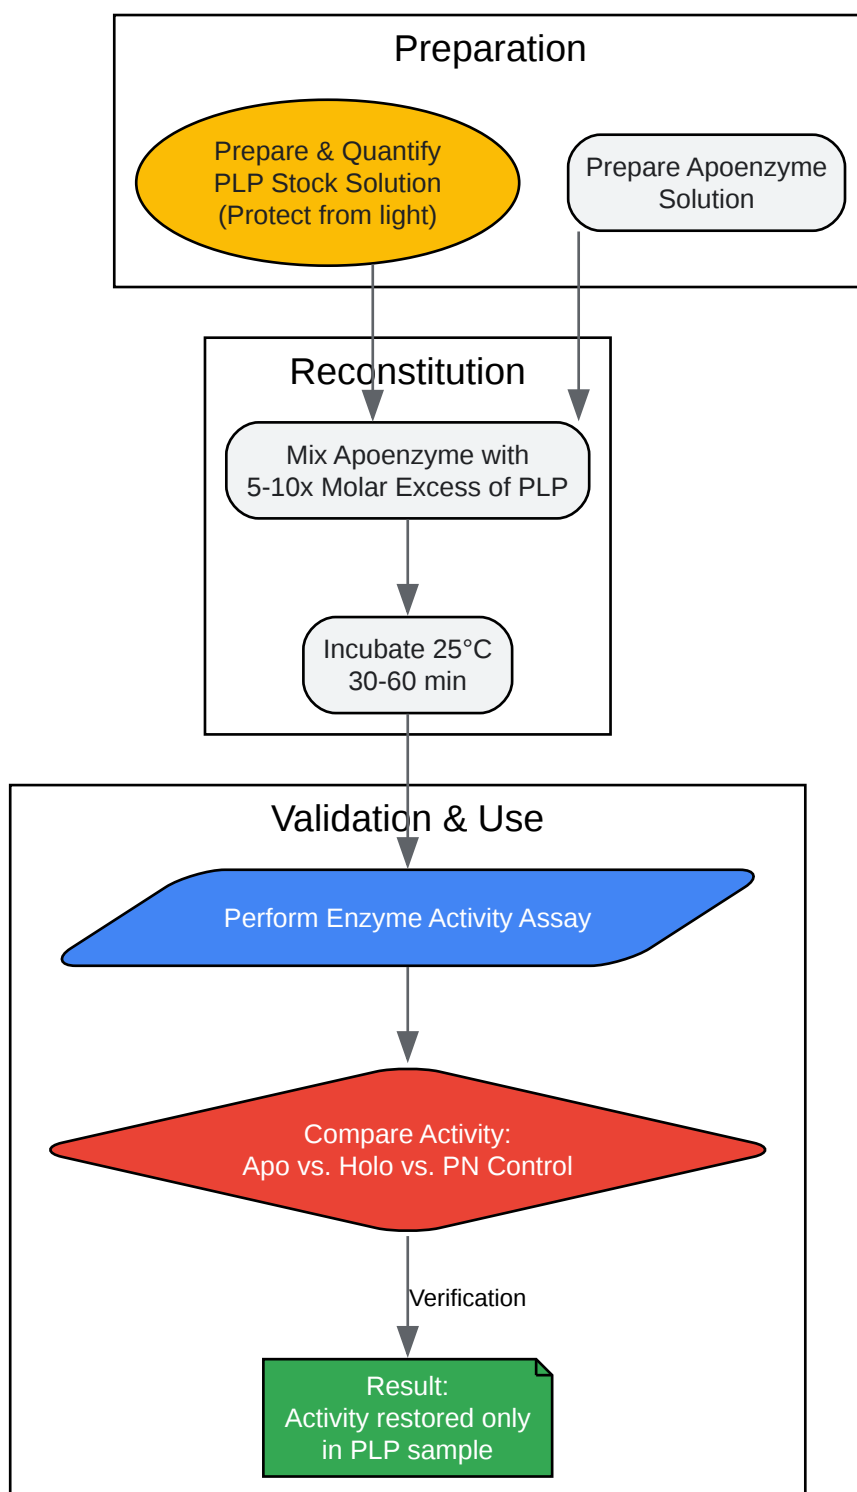 Preparation
Prepare & Quantify
PLP Stock Solution
(Protect from light)
Prepare Apoenzyme
Solution
Reconstitution
Mix Apoenzyme with
5-10x Molar Excess of PLP
Incubate 25°C
30-60 min
Validation & Use
Perform Enzyme Activity Assay
Compare Activity:
Apo vs. Holo vs. PN Control
Verification
Result:
Activity restored only
in PLP sample